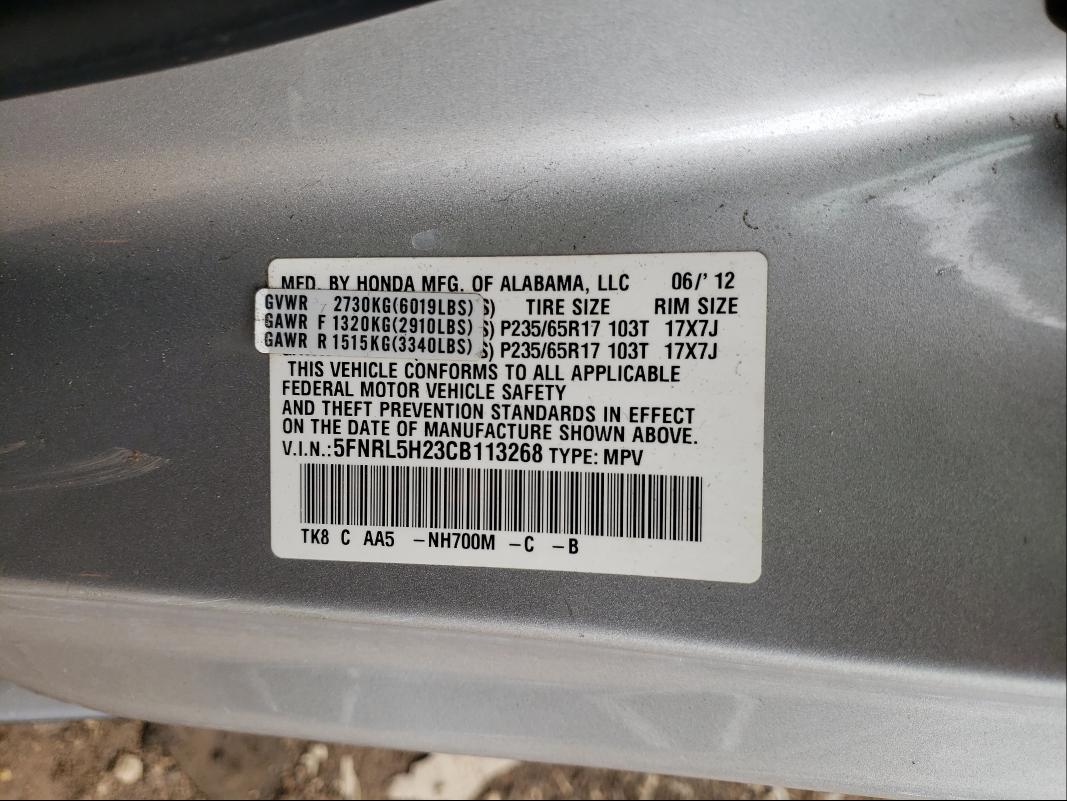 MFD. BY HONDA MFG. OF ALABAMA, LLC 06/'12
GVWR 2730KG(6019LBS) S) TIRE SIZE RIM SIZE
GAWR F 1320KG(2910LBS) S) P235/65R17 103T 17X7J
GAWR R 1515KG(3340LBS) S) P235/65R17 103T 17X7J
THIS VEHICLE CONFORMS TO ALL APPLICABLE
FEDERAL MOTOR VEHICLE SAFETY
AND THEFT PREVENTION STANDARDS IN EFFECT
ON THE DATE OF MANUFACTURE SHOWN ABOVE.
V.I.N.:5FNRL5H23CB113268 TYPE: MPV
TK8 C AA5 -NH700M -C -B